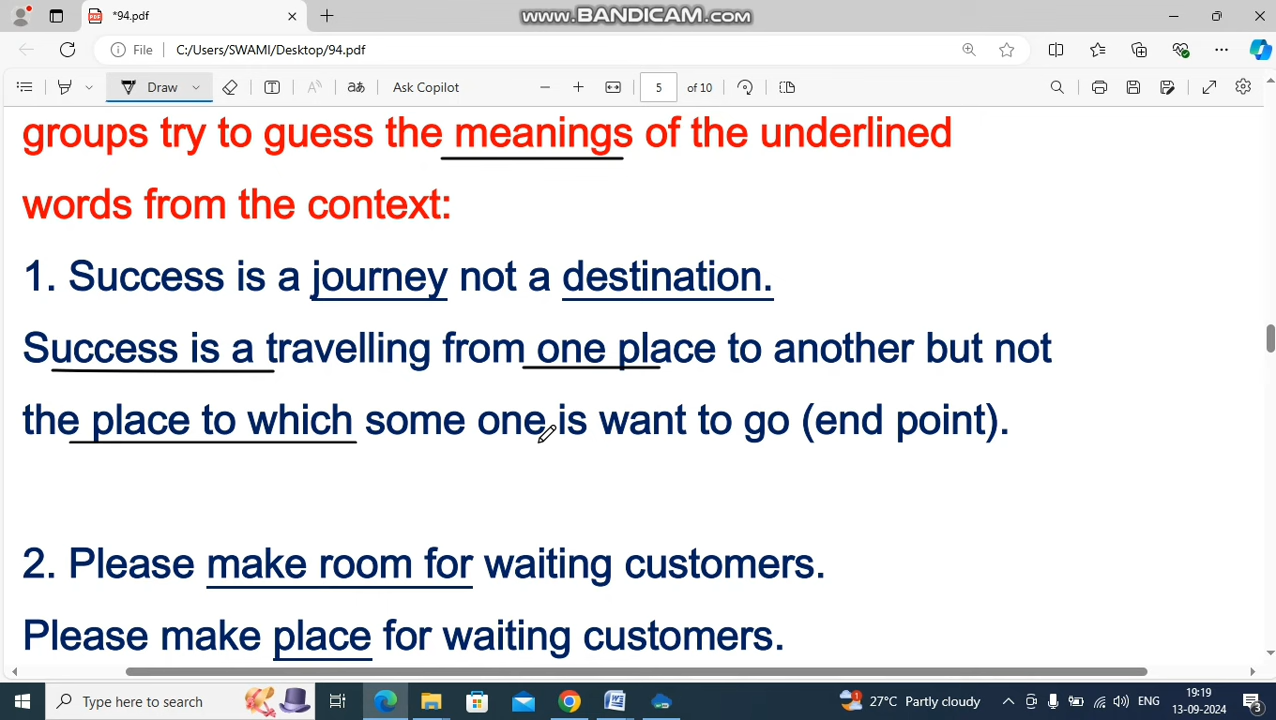 www.BANDICAM.com
*94.pdf
File C:/Users/SWAMI/Desktop/94.pdf
Draw Ask Copilot 5 of 10
groups try to guess the meanings of the underlined
words from the context:
1. Success is a journey not a destination.
Success is a travelling from one place to another but not
the place to which some one is want to go (end point).
2. Please make room for waiting customers.
Please make place for waiting customers.
Type here to search 27°C Partly cloudy ENG 19:19
13-09-2024